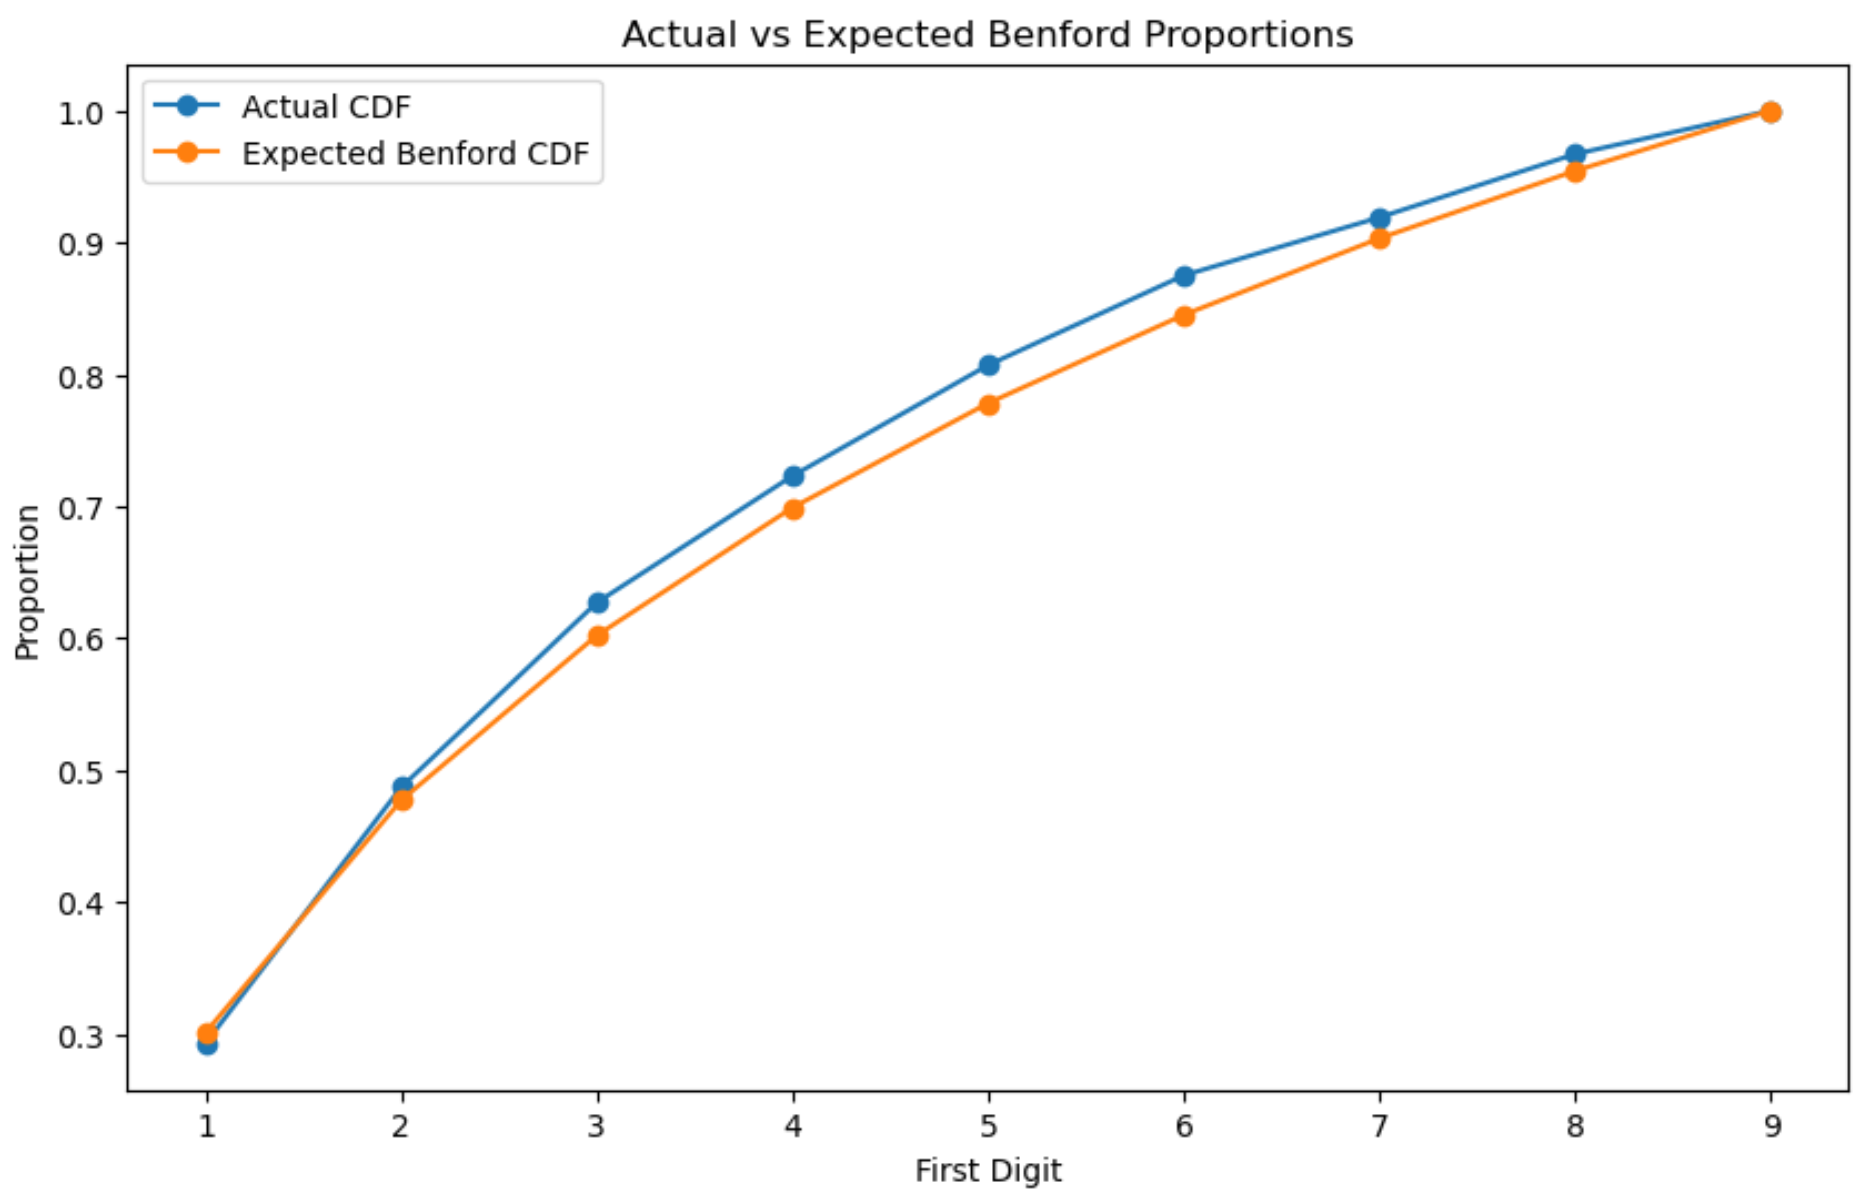 Actual vs Expected Benford Proportions
Actual CDF
Expected Benford CDF
1.0
0.9
0.8
0.7
0.6
0.5
0.4
0.3
Proportion
1 2 3 4 5 6 7 8 9
First Digit